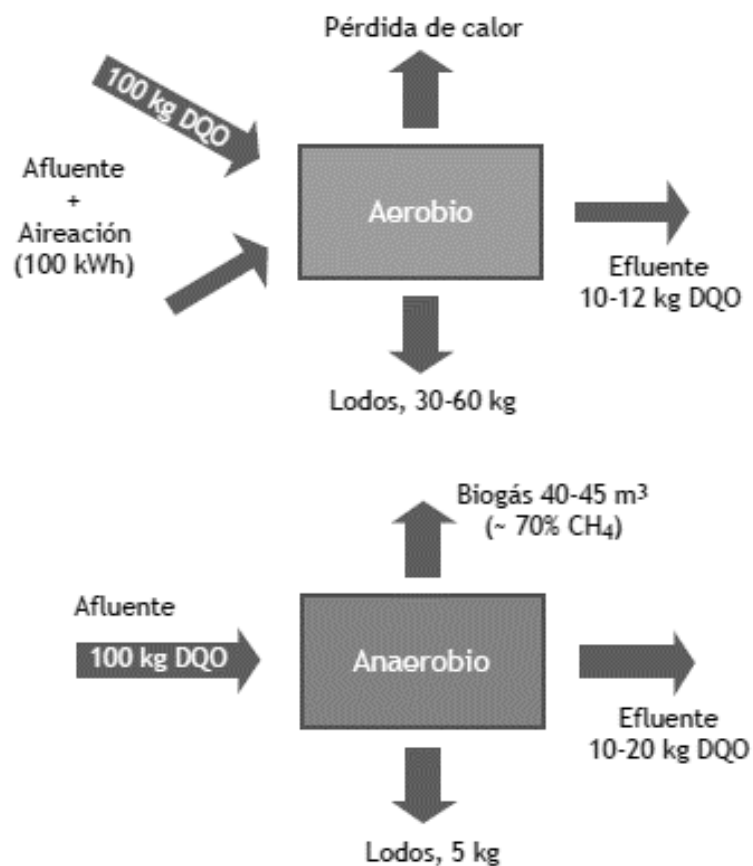 Pérdida de calor
100 kg DQO
Afluente
+
Aireación
(100 kWh)
Aerobio
Efluente
10-12 kg DQO
Lodos, 30-60 kg
Biogás 40-45 m³
(~ 70% CH₄)
Afluente
100 kg DQO
Anaerobio
Efluente
10-20 kg DQO
Lodos, 5 kg